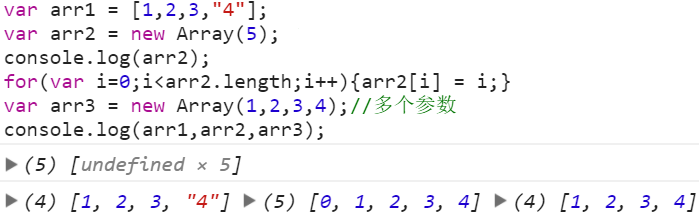 var arr1 = [1,2,3,"4"];
var arr2 = new Array(5);
console.log(arr2);
for(var i=0;i<arr2.length;i++){arr2[i] = i;}
var arr3 = new Array(1,2,3,4);//多个参数
console.log(arr1,arr2,arr3);
▶(5) [undefined × 5]
▶(4) [1, 2, 3, "4"] ▶(5) [0, 1, 2, 3, 4] ▶(4) [1, 2, 3, 4]